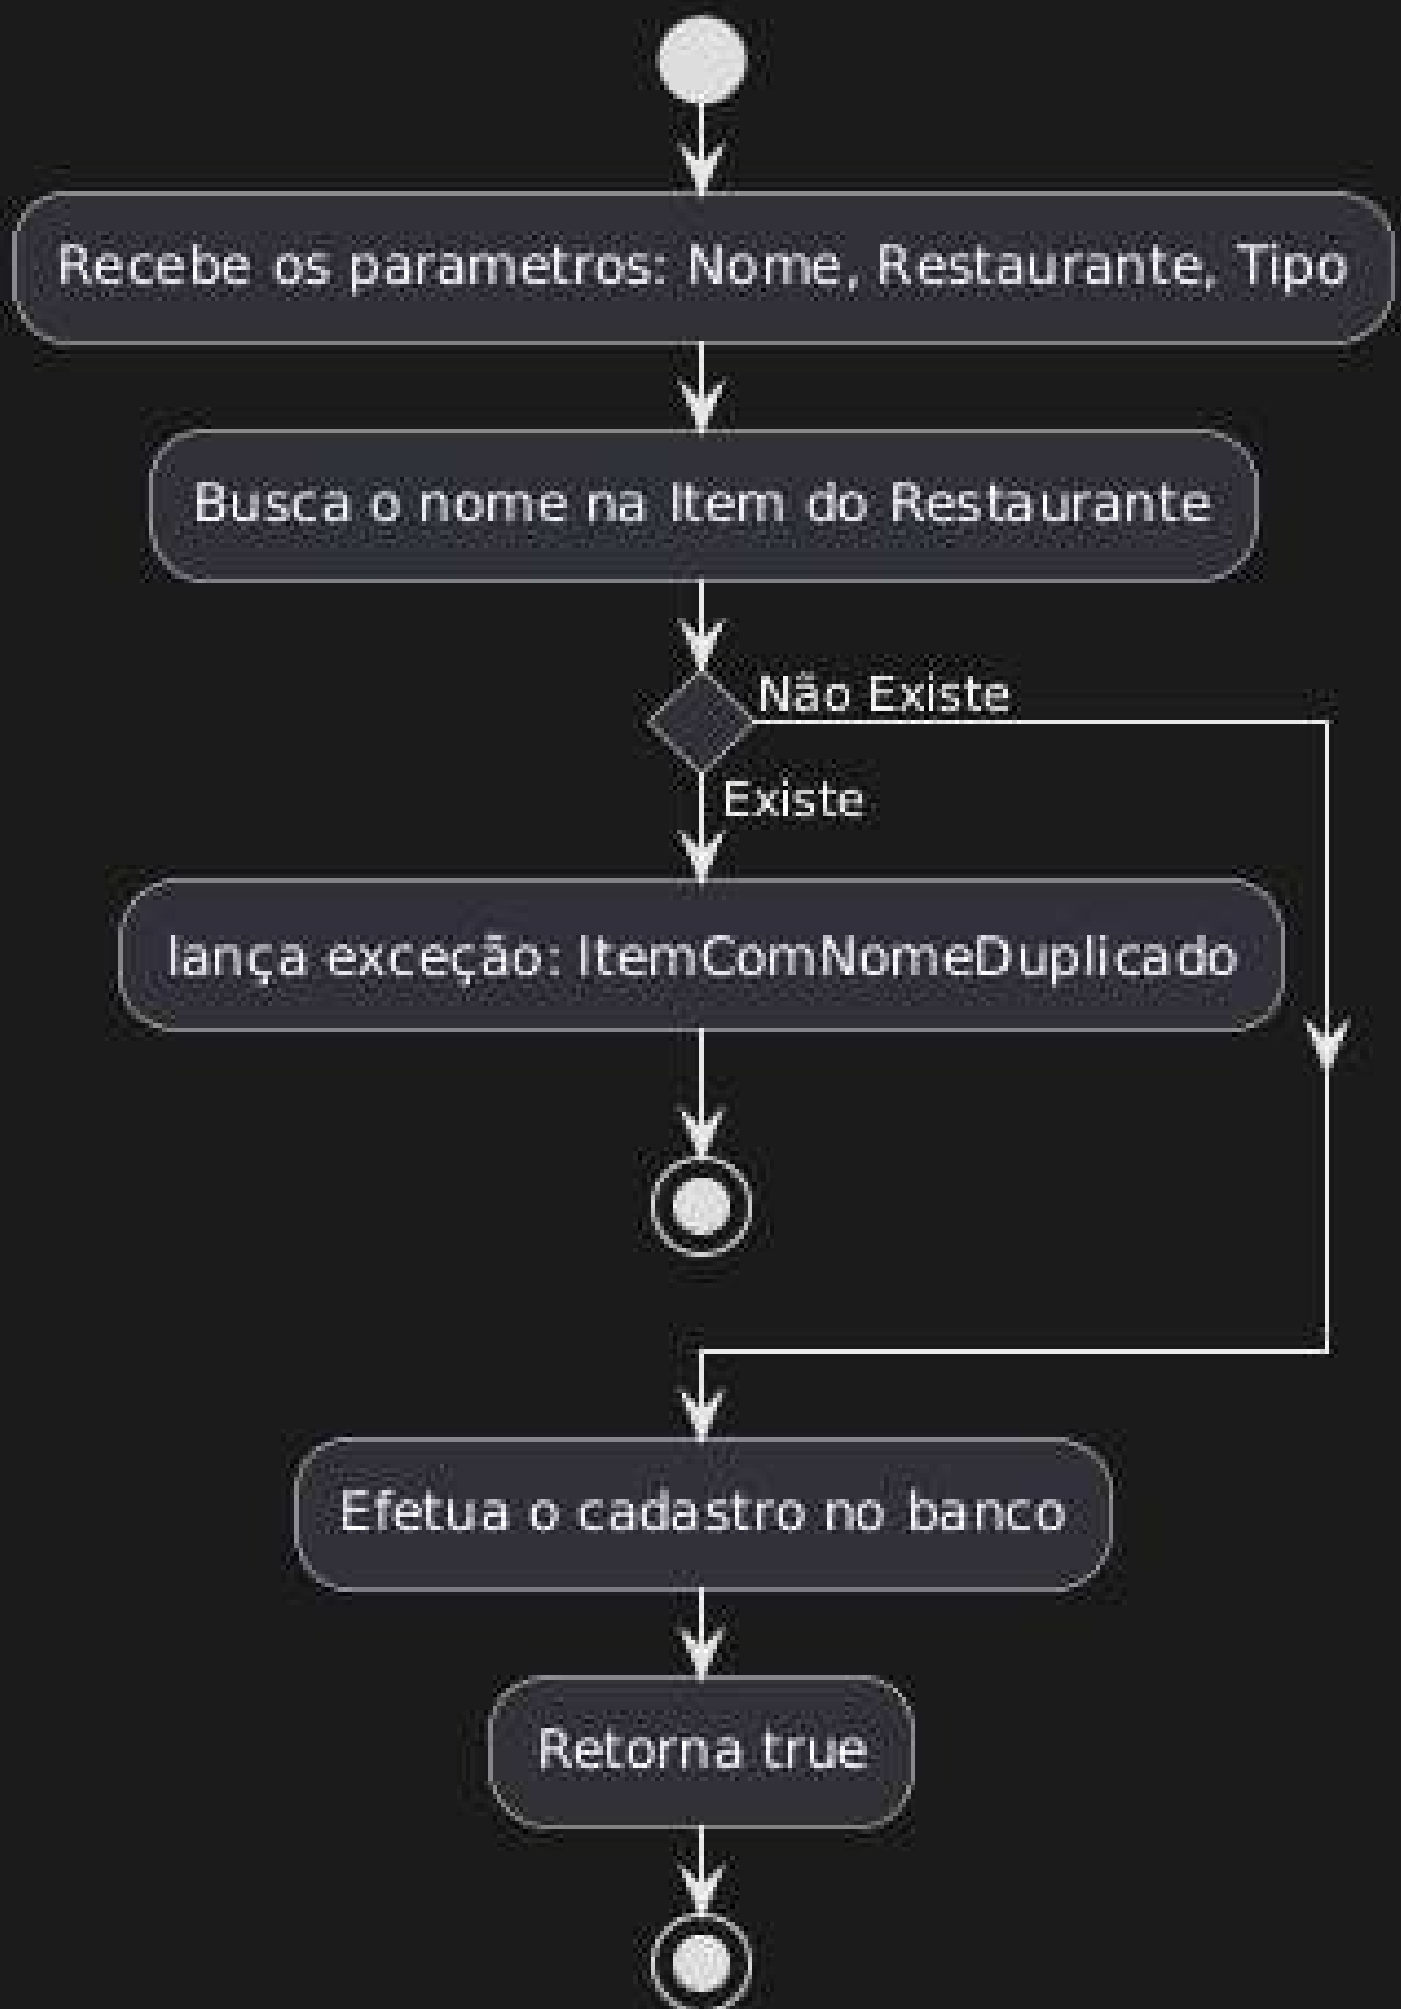 Recebe os parametros: Nome, Restaurante, Tipo
Busca o nome na Item do Restaurante
Não Existe
Existe
lança exceção: ItemComNomeDuplicado
Efetua o cadastro no banco
Retorna true